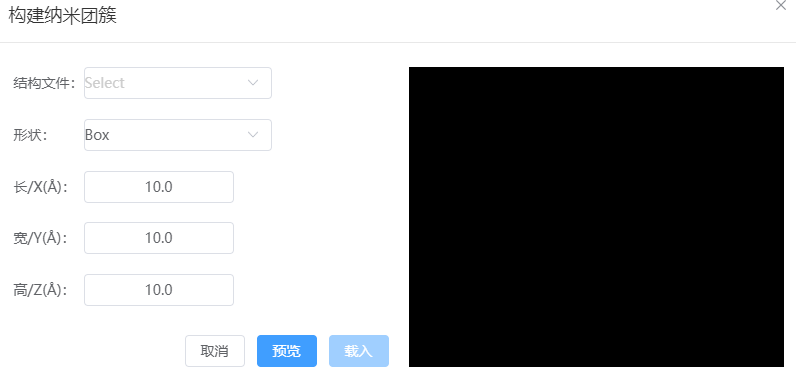 构建纳米团簇
结构文件: Select
形状: Box
长/X(Å): 10.0
宽/Y(Å): 10.0
高/Z(Å): 10.0
取消 预览 载入